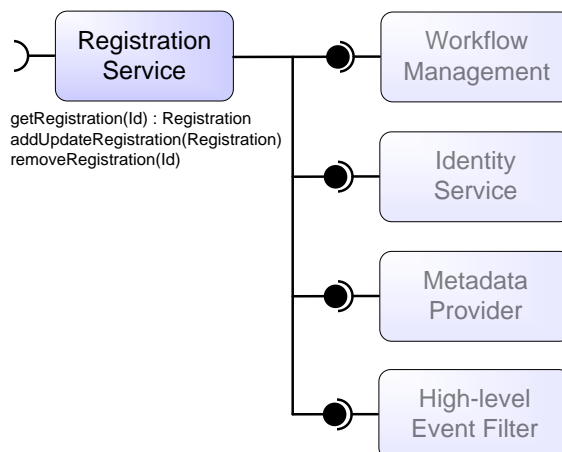 Registration
Service
getRegistration(Id) : Registration
addUpdateRegistration(Registration)
removeRegistration(Id)
Workflow
Management
Identity
Service
Metadata
Provider
High-level
Event Filter